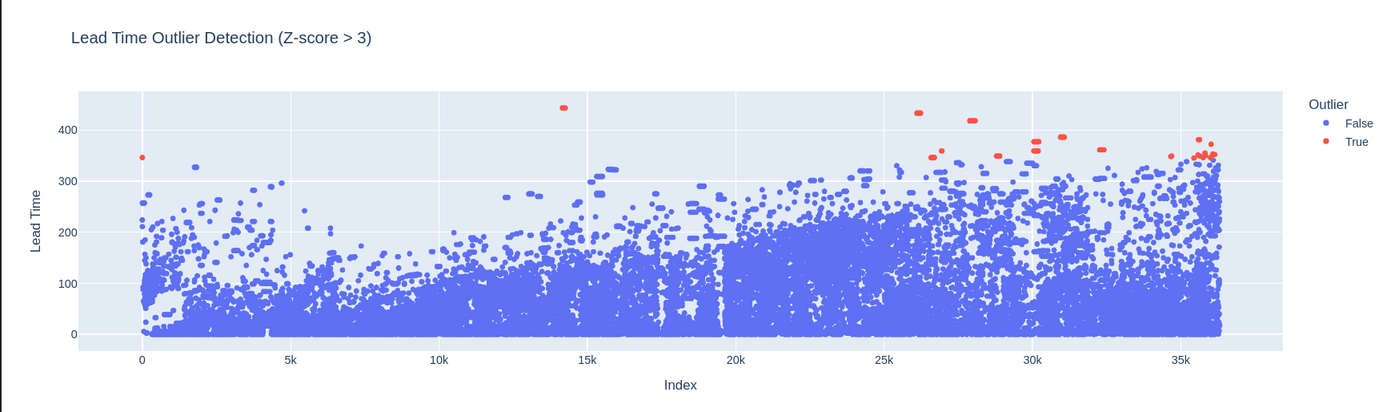 Lead Time Outlier Detection (Z-score > 3)
Outlier
False
True
Lead Time
400
300
200
100
0
0 5k 10k 15k 20k 25k 30k 35k
Index